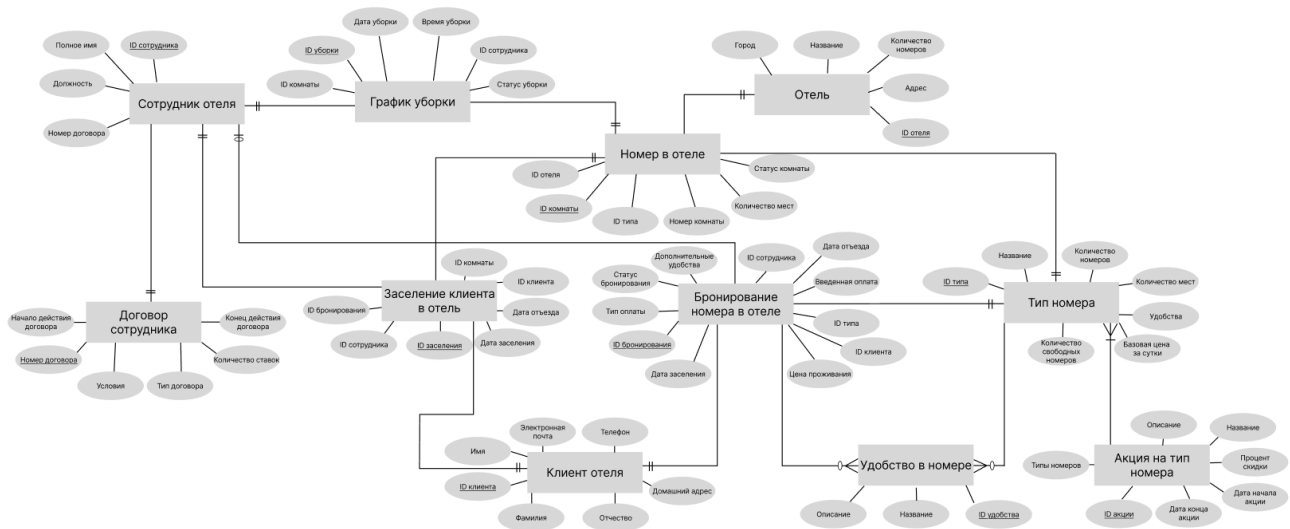 Полное имя
ID сотрудника
Должность
Сотрудник отеля
Номер договора
Дата уборки
Время уборки
ID уборки
ID сотрудника
ID комнаты
Статус уборки
График уборки
Город
Название
Количество
номеров
Отель
Адрес
ID отеля
Номер в отеле
ID отеля
Статус комнаты
ID комнаты
ID типа
Номер комнаты
Количество мест
ID комнаты
ID клиента
Заселение клиента
в отель
ID бронирования
Дата отъезда
ID сотрудника
ID заселения
Дата заселения
Дополнительные
удобства
ID сотрудника
Дата отъезда
Статус
бронирования
Введенная оплата
Бронирование
номера в отеле
Тип оплаты
ID типа
ID бронирования
ID клиента
Дата заселения
Цена проживания
Название
Количество
номеров
ID типа
Количество мест
Тип номера
Удобства
Количество
свободных
номеров
Базовая цена
за сутки
Начало действия
договора
Договор
сотрудника
Конец действия
договора
Номер договора
Количество ставок
Условия
Тип договора
Электронная
почта
Телефон
Имя
Клиент отеля
ID клиента
Домашний адрес
Фамилия
Отчество
Удобство в номере
Описание
Название
ID удобства
Описание
Название
Типы номеров
Акция на тип
номера
Процент
скидки
Дата начала
акции
ID акции
Дата конца
акции